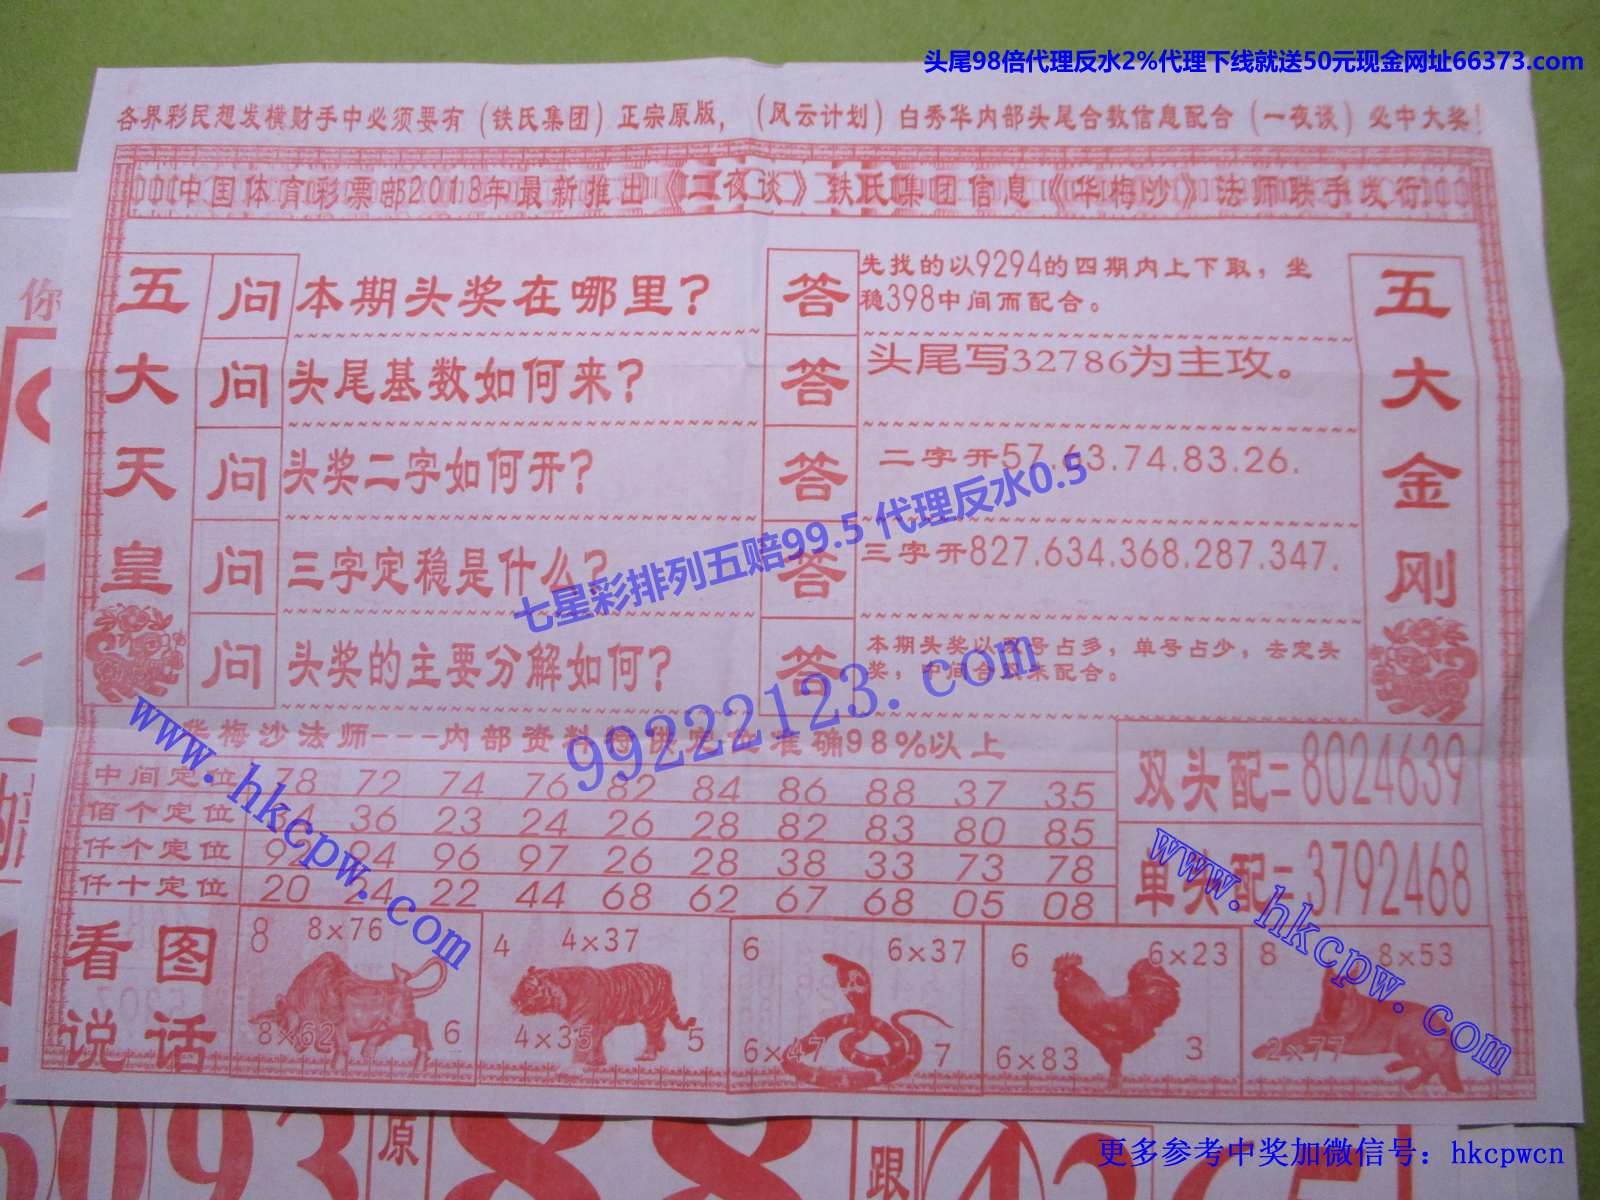 头尾98倍代理反水2%代理下线就送50元现金网址66373.com
各界彩民想发横财手中必须要有（铁氏集团）正宗原版，（风云计划）白秀华内部头尾合数信息配合（一夜谈）必中大奖！
中国体育彩票部2018年最新推出《二夜谈》铁氏集团信息《华梅沙》法师联手发行
五大天皇
问 本期头奖在哪里？
答 先找的以9294的四期内上下取，坐
稳398中间而配合。
问 头尾基数如何来？
答 头尾写32786为主攻。
问 头奖二字如何开？
答 二字开57.63.74.83.26.
问 三字定稳是什么？
答 三字开827.634.368.287.347.
问 头奖的主要分解如何？
答 本期头奖以双号占多，单号占少，去定头
奖，中间合双来配合。
五大金刚
七星彩排列五赔99.5 代理反水0.5
99222123.com
华梅沙法师---内部资料 准确98%以上
中间定位 78 72 74 76 82 84 86 88 37 35
佰个定位 34 36 23 24 26 28 82 83 80 85
仟个定位 92 94 96 97 26 28 38 33 73 78
仟十定位 20 24 22 44 68 62 67 68 05 08
双头配=8024639
单头配=3792468
www.hkcpw.com
www.hkcpw.com
看图说话
8 8×76
8×62 6
4 4×37
4×35 5
6 6×37
6×47 7
6 6×23
6×83 3
8 8×53
2×77
你
原
跟
更多参考中奖加微信号：hkcpwcn